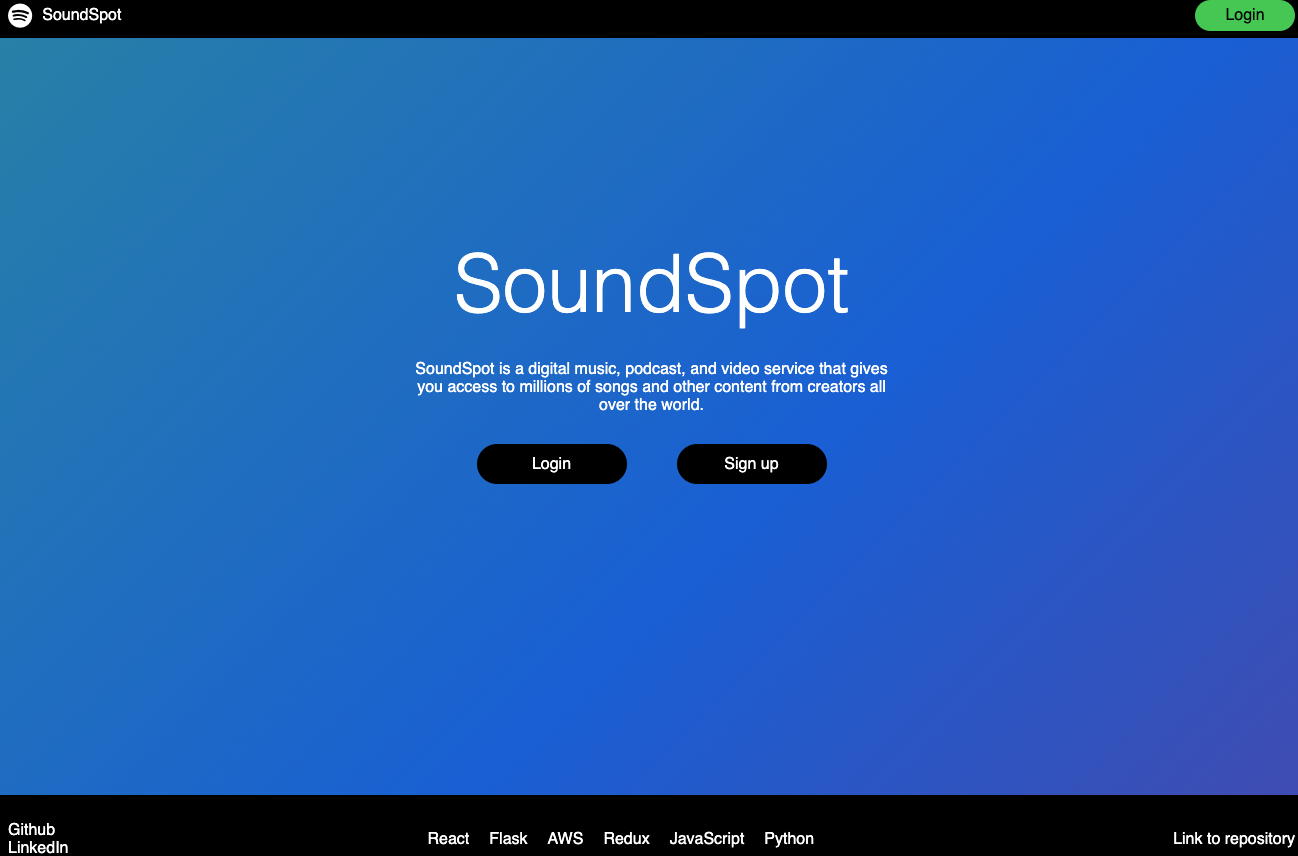 SoundSpot
Login
SoundSpot
SoundSpot is a digital music, podcast, and video service that gives
you access to millions of songs and other content from creators all
over the world.
Login
Sign up
Github
LinkedIn
React Flask AWS Redux JavaScript Python
Link to repository